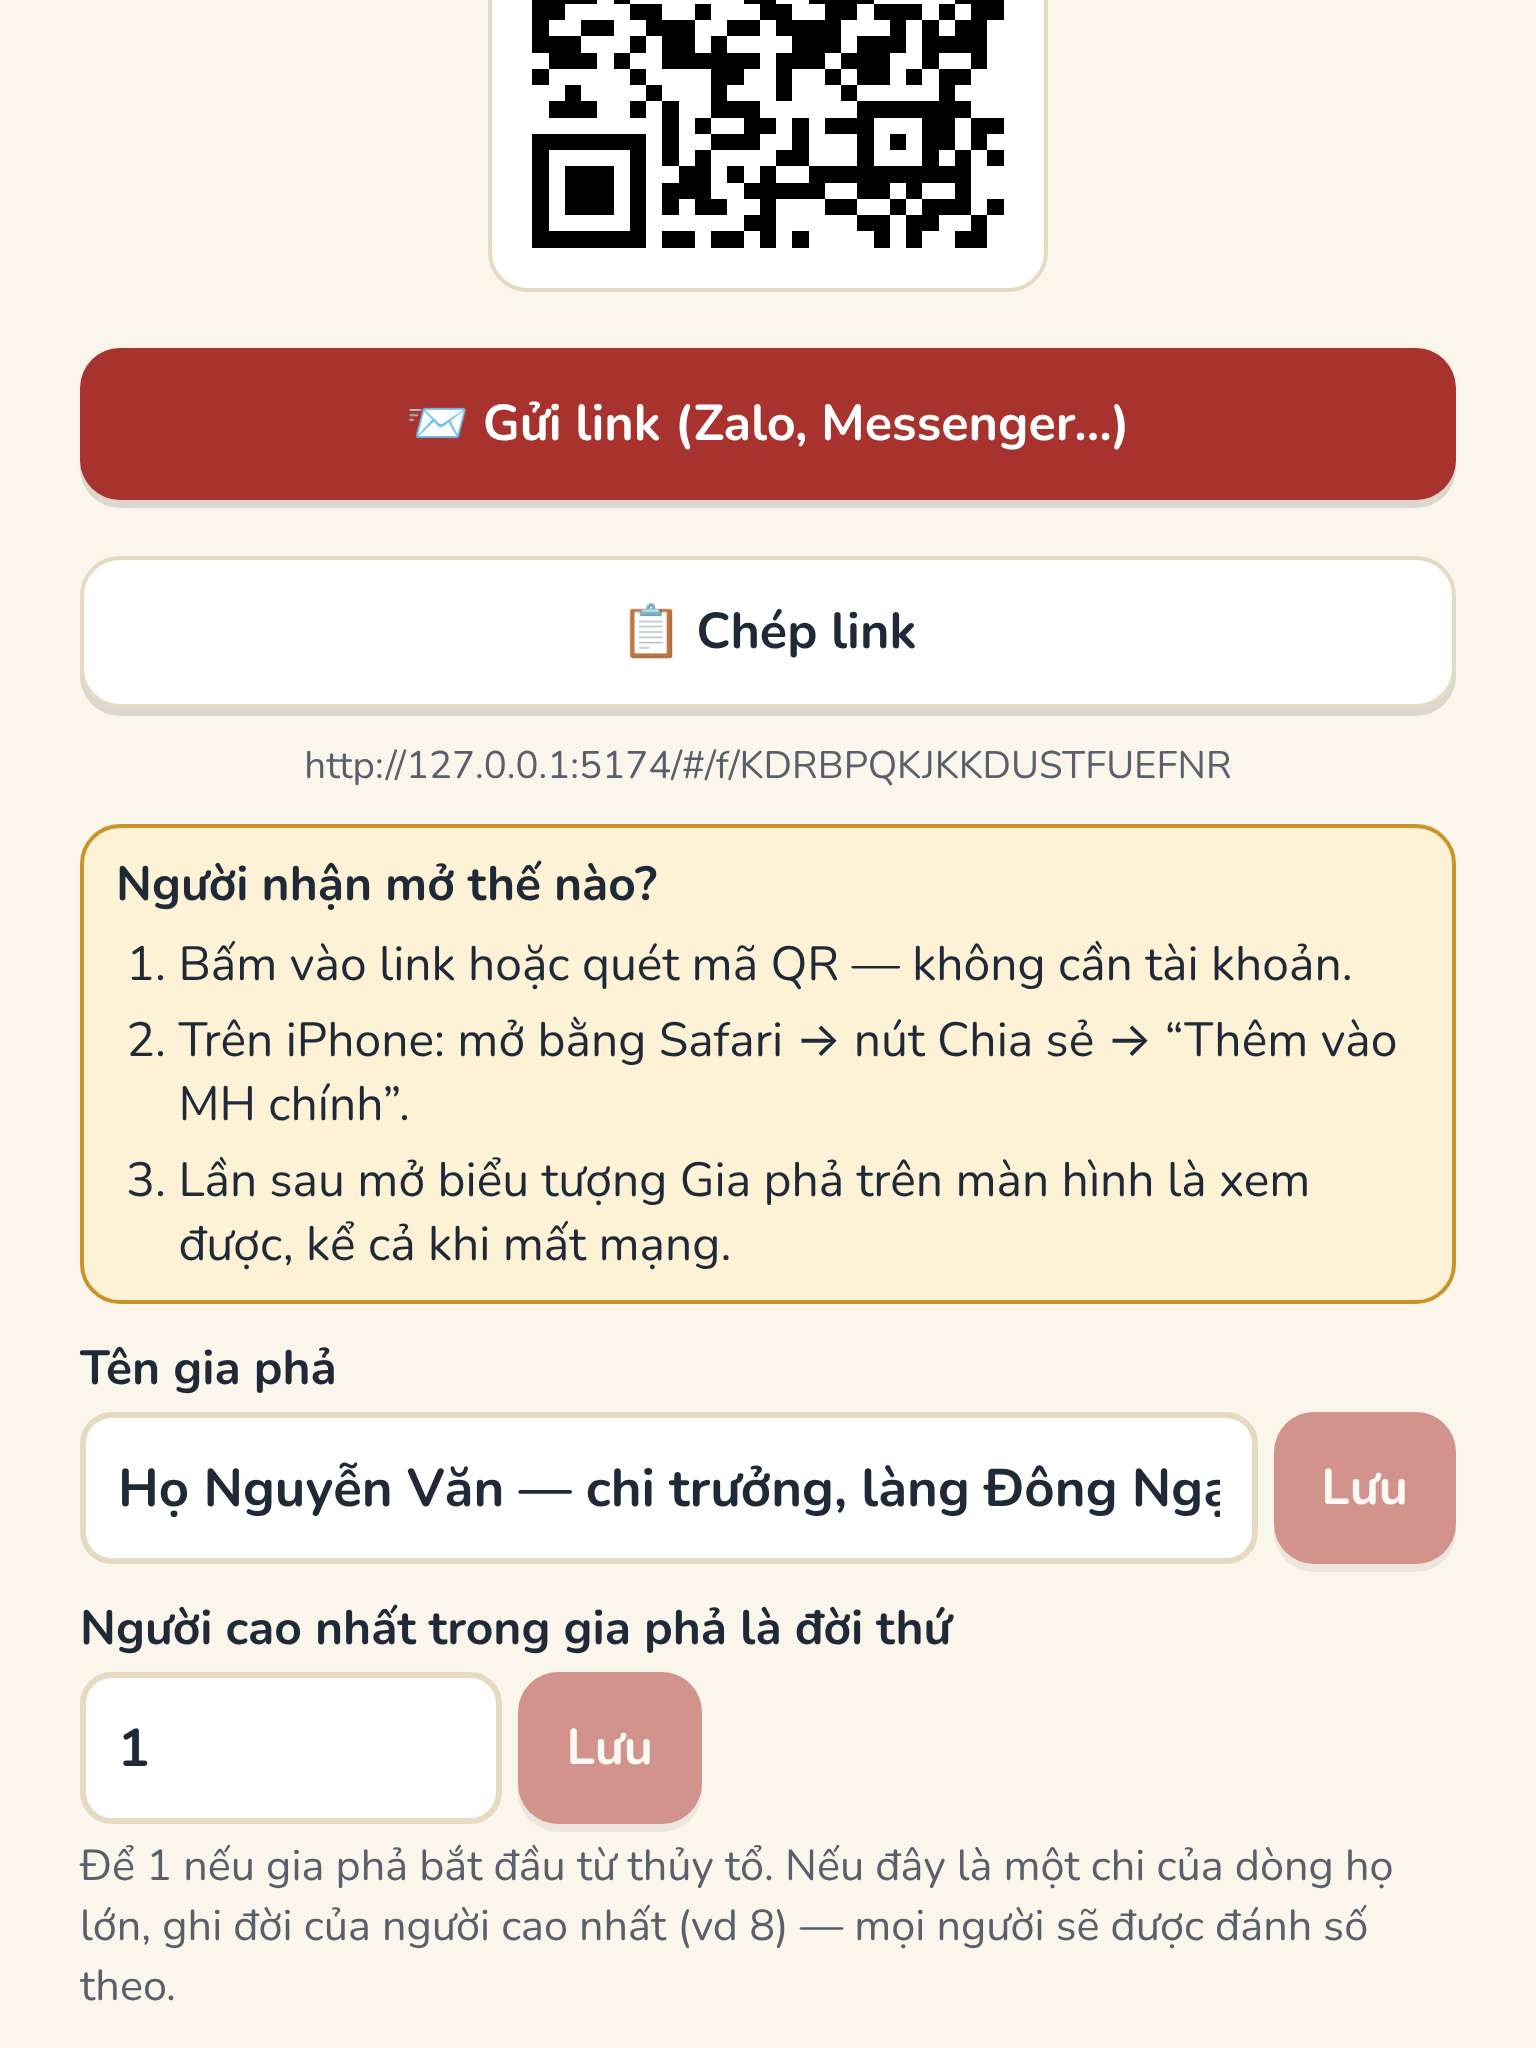 Gửi link (Zalo, Messenger...)
Chép link
http://127.0.0.1:5174/#/f/KDRBPQKJKKDUSTFUEFNR
Người nhận mở thế nào?
1. Bấm vào link hoặc quét mã QR — không cần tài khoản.
2. Trên iPhone: mở bằng Safari → nút Chia sẻ → “Thêm vào
MH chính”.
3. Lần sau mở biểu tượng Gia phả trên màn hình là xem
được, kể cả khi mất mạng.
Tên gia phả
Họ Nguyễn Văn — chi trưởng, làng Đông
Lưu
Người cao nhất trong gia phả là đời thứ
1
Lưu
Để 1 nếu gia phả bắt đầu từ thủy tổ. Nếu đây là một chi của dòng họ
lớn, ghi đời của người cao nhất (vd 8) — mọi người sẽ được đánh số
theo.